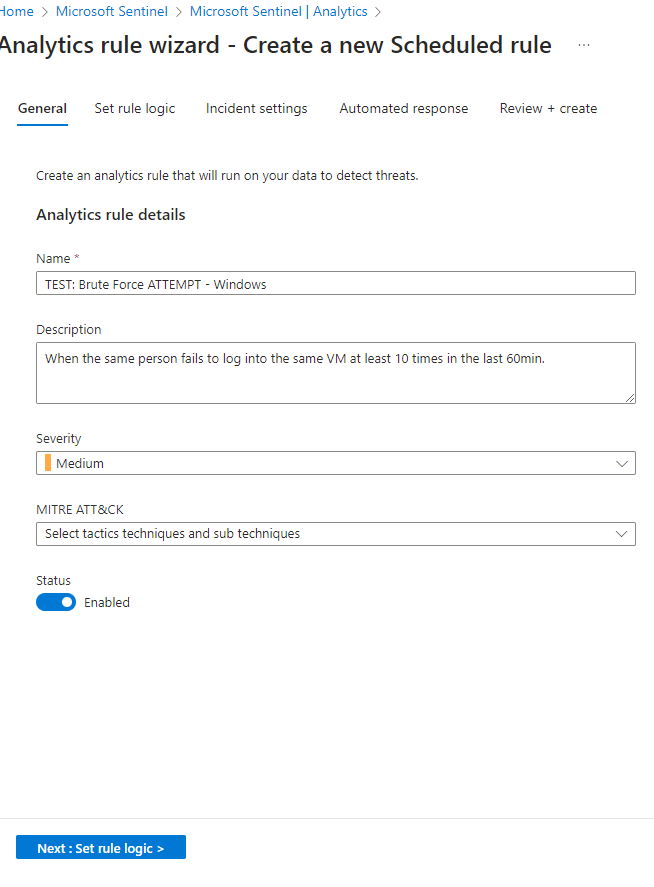 Home > Microsoft Sentinel > Microsoft Sentinel | Analytics >
Analytics rule wizard - Create a new Scheduled rule ...
General Set rule logic Incident settings Automated response Review + create
Create an analytics rule that will run on your data to detect threats.
Analytics rule details
Name *
TEST: Brute Force ATTEMPT - Windows
Description
When the same person fails to log into the same VM at least 10 times in the last 60min.
Severity
Medium
MITRE ATT&CK
Select tactics techniques and sub techniques
Status
Enabled
Next : Set rule logic >